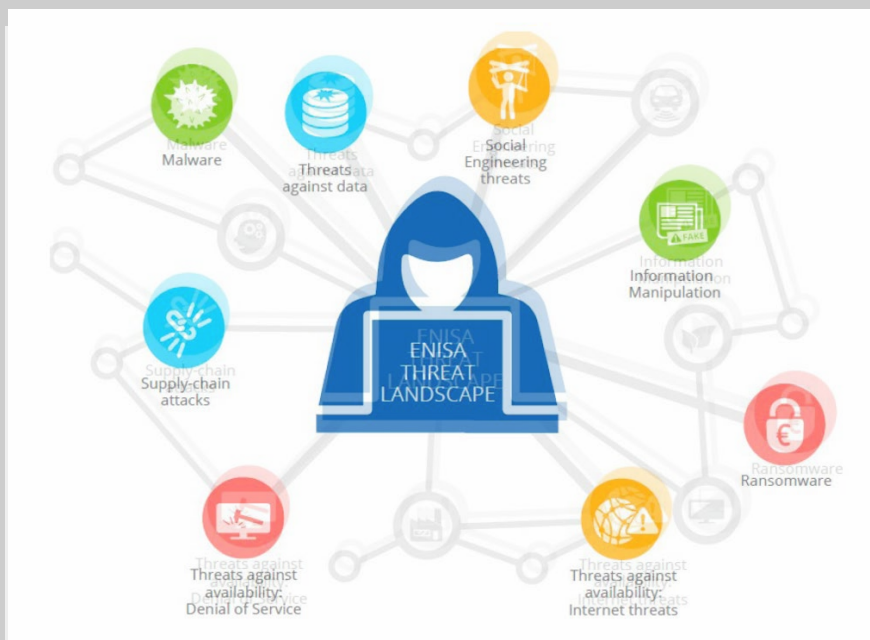 Malware
Threats
against data
Social
Engineering
threats
Information
Manipulation
FAKE
ENISA
THREAT
LANDSCAPE
Supply-chain
attacks
€
Ransomware
Threats against
availability:
Denial of Service
Threats against
availability:
Internet threats